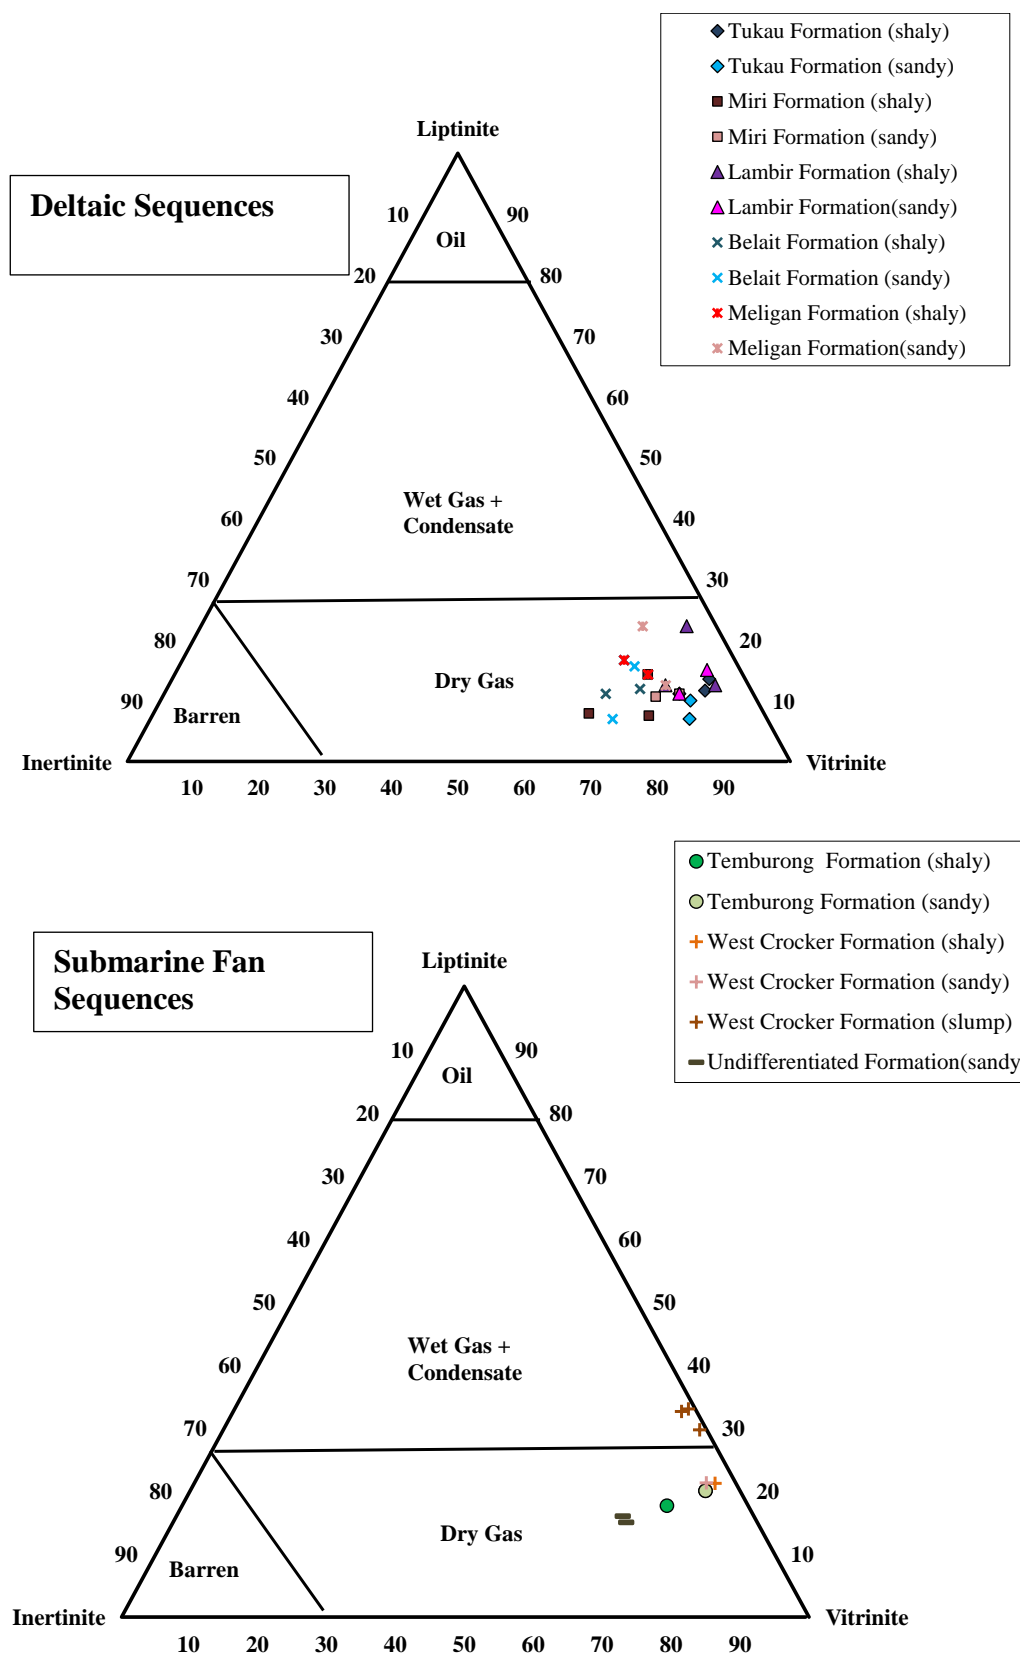 Tukau Formation (shaly)
Tukau Formation (sandy)
Miri Formation (shaly)
Miri Formation (sandy)
Lambir Formation (shaly)
Lambir Formation(sandy)
Belait Formation (shaly)
Belait Formation (sandy)
Meligan Formation (shaly)
Meligan Formation(sandy)
Deltaic Sequences
Liptinite
10 90
Oil
20 80
30 70
40 60
50 50
Wet Gas +
Condensate
60 40
70 30
80 20
Dry Gas
90 10
Barren
Inertinite Vitrinite
10 20 30 40 50 60 70 80 90
Temburong  Formation (shaly)
Temburong Formation (sandy)
West Crocker Formation (shaly)
West Crocker Formation (sandy)
West Crocker Formation (slump)
Undifferentiated Formation(sandy
Submarine Fan
Sequences
Liptinite
10 90
Oil
20 80
30 70
40 60
50 50
Wet Gas +
Condensate
60 40
70 30
80 20
Dry Gas
90 10
Barren
Inertinite Vitrinite
10 20 30 40 50 60 70 80 90